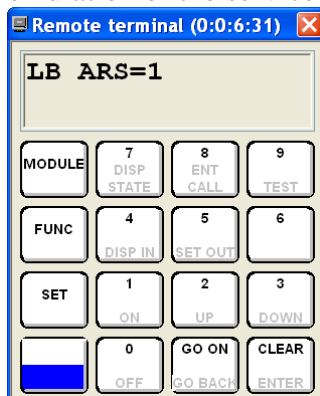 Remote terminal (0:0:6:31)
LB ARS=1
MODULE
7
DISP
STATE
8
ENT
CALL
9
TEST
FUNC
4
DISP IN
5
SET OUT
6
SET
1
ON
2
UP
3
DOWN
0
OFF
GO ON
GO BACK
CLEAR
ENTER